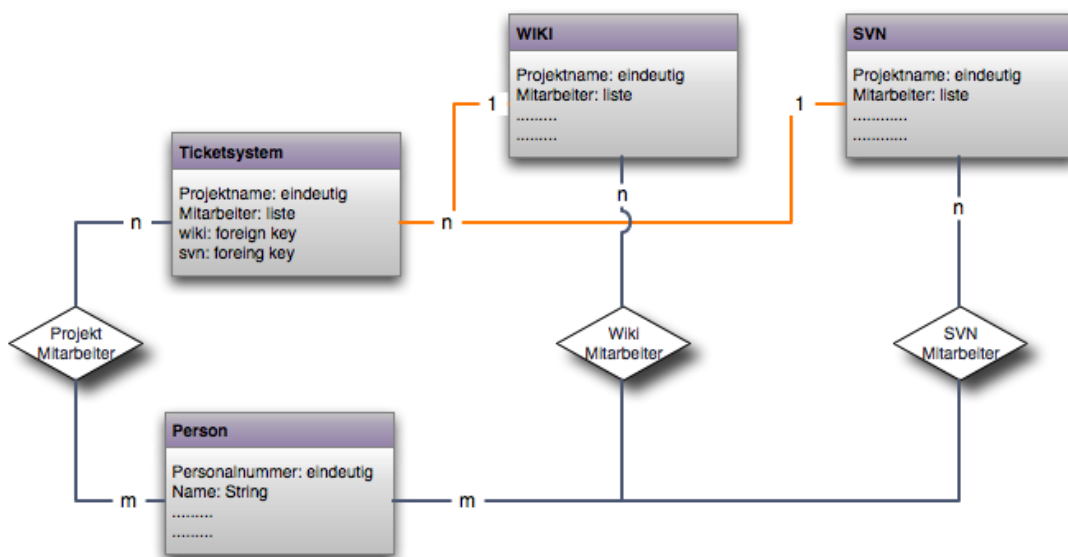 WIKI
Projektname: eindeutig
Mitarbeiter: liste
.........
.........
SVN
Projektname: eindeutig
Mitarbeiter: liste
............
............
1
1
Ticketsystem
Projektname: eindeutig
Mitarbeiter: liste
wiki: foreign key
svn: foreing key
n
n
n
n
Projekt
Mitarbeiter
Wiki
Mitarbeiter
SVN
Mitarbeiter
Person
Personalnummer: eindeutig
Name: String
.........
.........
m
m